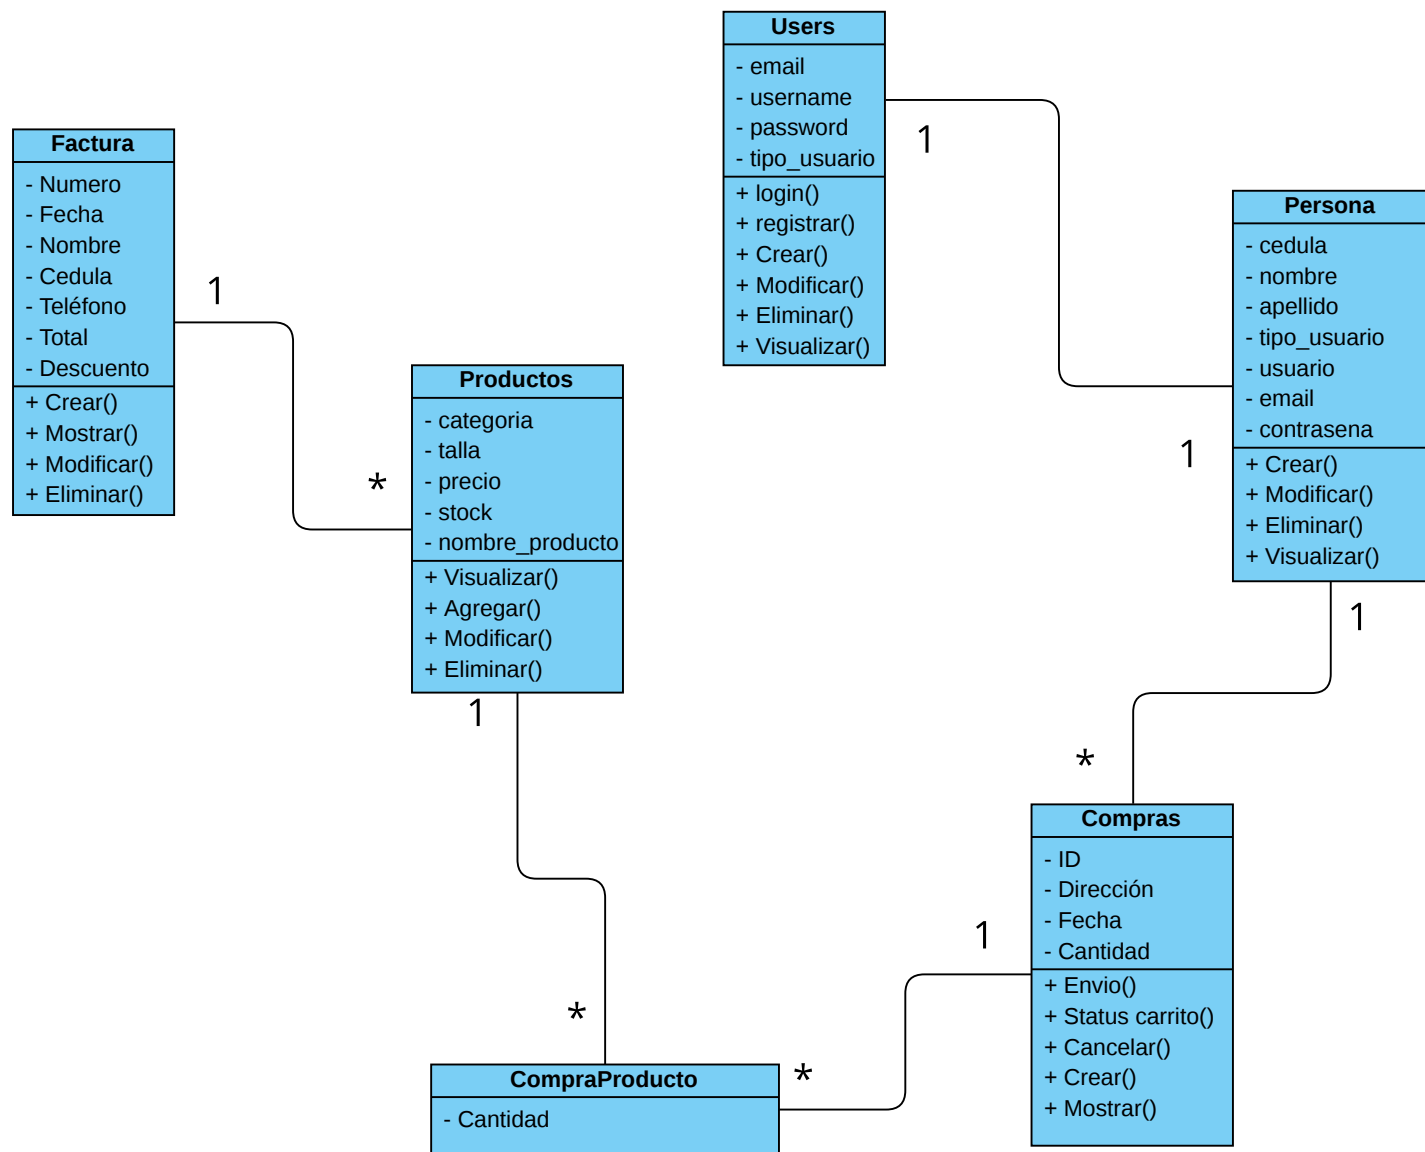 Users
- email
- username
- password
- tipo_usuario
+ login()
+ registrar()
+ Crear()
+ Modificar()
+ Eliminar()
+ Visualizar()
1
Factura
- Numero
- Fecha
- Nombre
- Cedula
- Teléfono
- Total
- Descuento
+ Crear()
+ Mostrar()
+ Modificar()
+ Eliminar()
1
*
Persona
- cedula
- nombre
- apellido
- tipo_usuario
- usuario
- email
- contrasena
+ Crear()
+ Modificar()
+ Eliminar()
+ Visualizar()
1
1
Productos
- categoria
- talla
- precio
- stock
- nombre_producto
+ Visualizar()
+ Agregar()
+ Modificar()
+ Eliminar()
1
*
*
Compras
- ID
- Dirección
- Fecha
- Cantidad
+ Envio()
+ Status carrito()
+ Cancelar()
+ Crear()
+ Mostrar()
1
*
CompraProducto
- Cantidad